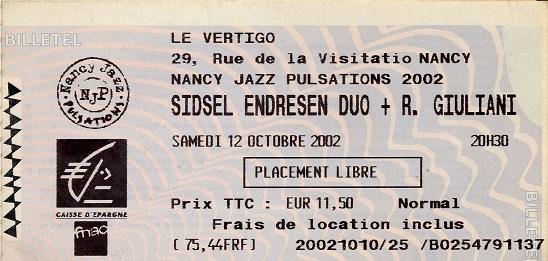 BILLETEL
LE VERTIGO
29, Rue de la Visitatio NANCY
NANCY JAZZ PULSATIONS 2002
Nancy Jazz PULSATIONS
NJP
SIDSEL ENDRESEN DUO + R. GIULIANI
SAMEDI 12 OCTOBRE 2002 20H30
PLACEMENT LIBRE
CAISSE D'EPARGNE
Prix TTC : EUR 11,50 Normal
Frais de location inclus
fnac
(75,44FRF) 20021010/25 /B0254791137
BILLETEL